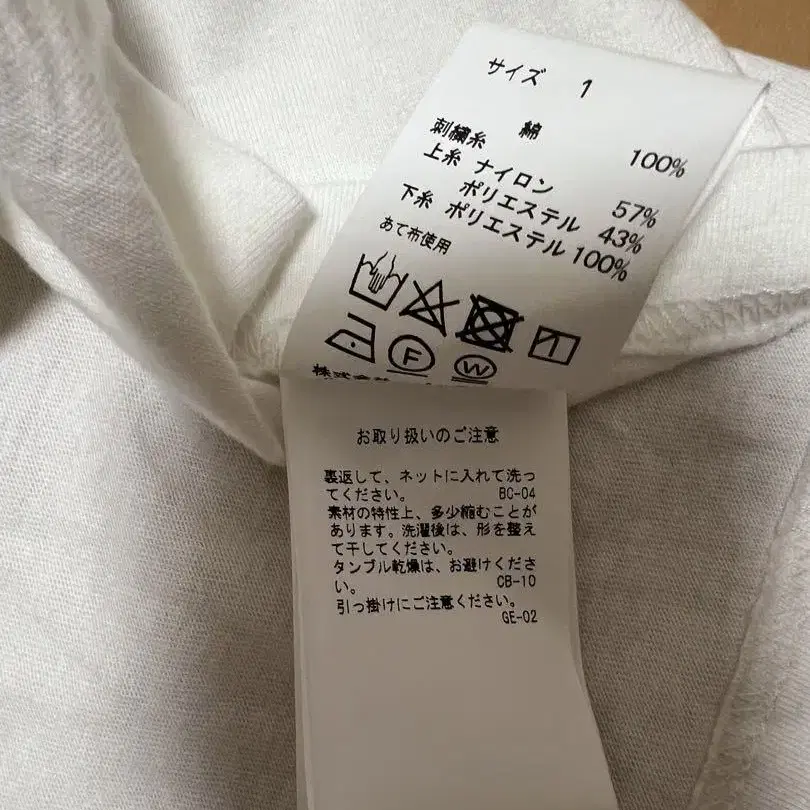 サイズ 1
綿 100%
刺繍糸
上糸 ナイロン 57%
ポリエステル 43%
下糸 ポリエステル 100%
あて布使用
F W
株式会社
お取り扱いのご注意
裏返して、ネットに入れて洗っ
てください。 BC-04
素材の特性上、多少縮むことが
あります。洗濯後は、形を整え
て干してください。
タンブル乾燥は、お避けくださ
い。 CB-10
引っ掛けにご注意ください。
GE-02